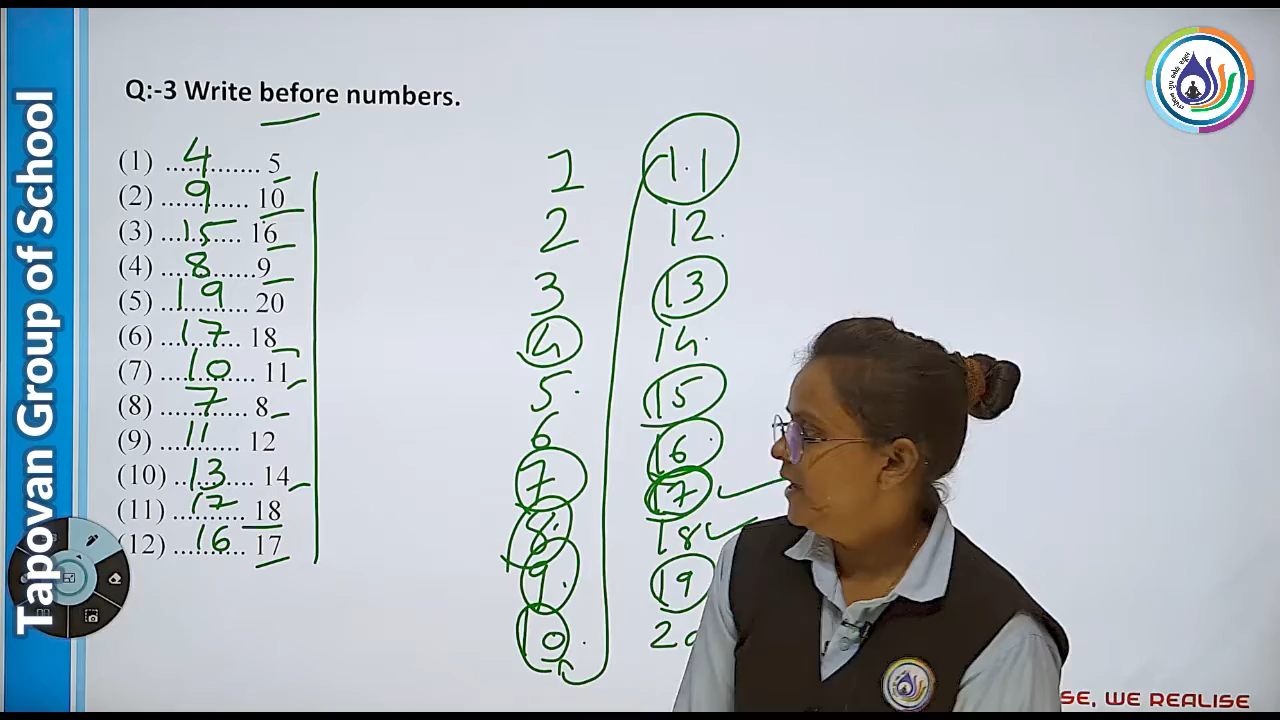 Tapovan Group of School
Q:-3 Write before numbers.
(1) 4 .............. 5
(2) 9 ............ 10
(3) 15 ........... 16
(4) 8 .............9
(5) 19 ............ 20
(6) 17 ............ 18
(7) 10 ............. 11
(8) 7 ............ 8
(9) 11 ........... 12
(10) 13 ............ 14
(11) 17 .......... 18
(12) 16 .......... 17
1
2
3
4
5
6
7
8
9
10
11
12
13
14
15
16
17
18
19
20
SE, WE REALISE